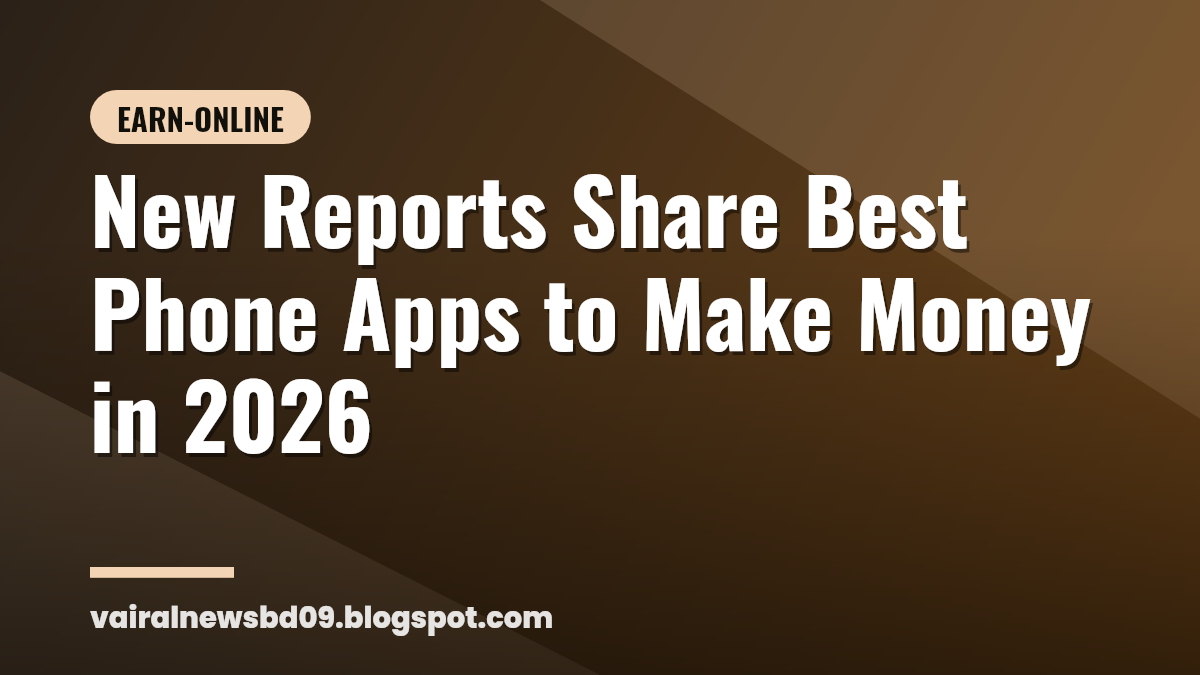 EARN-ONLINE
New Reports Share Best
Phone Apps to Make Money
in 2026
vairalnewsbd09.blogspot.com